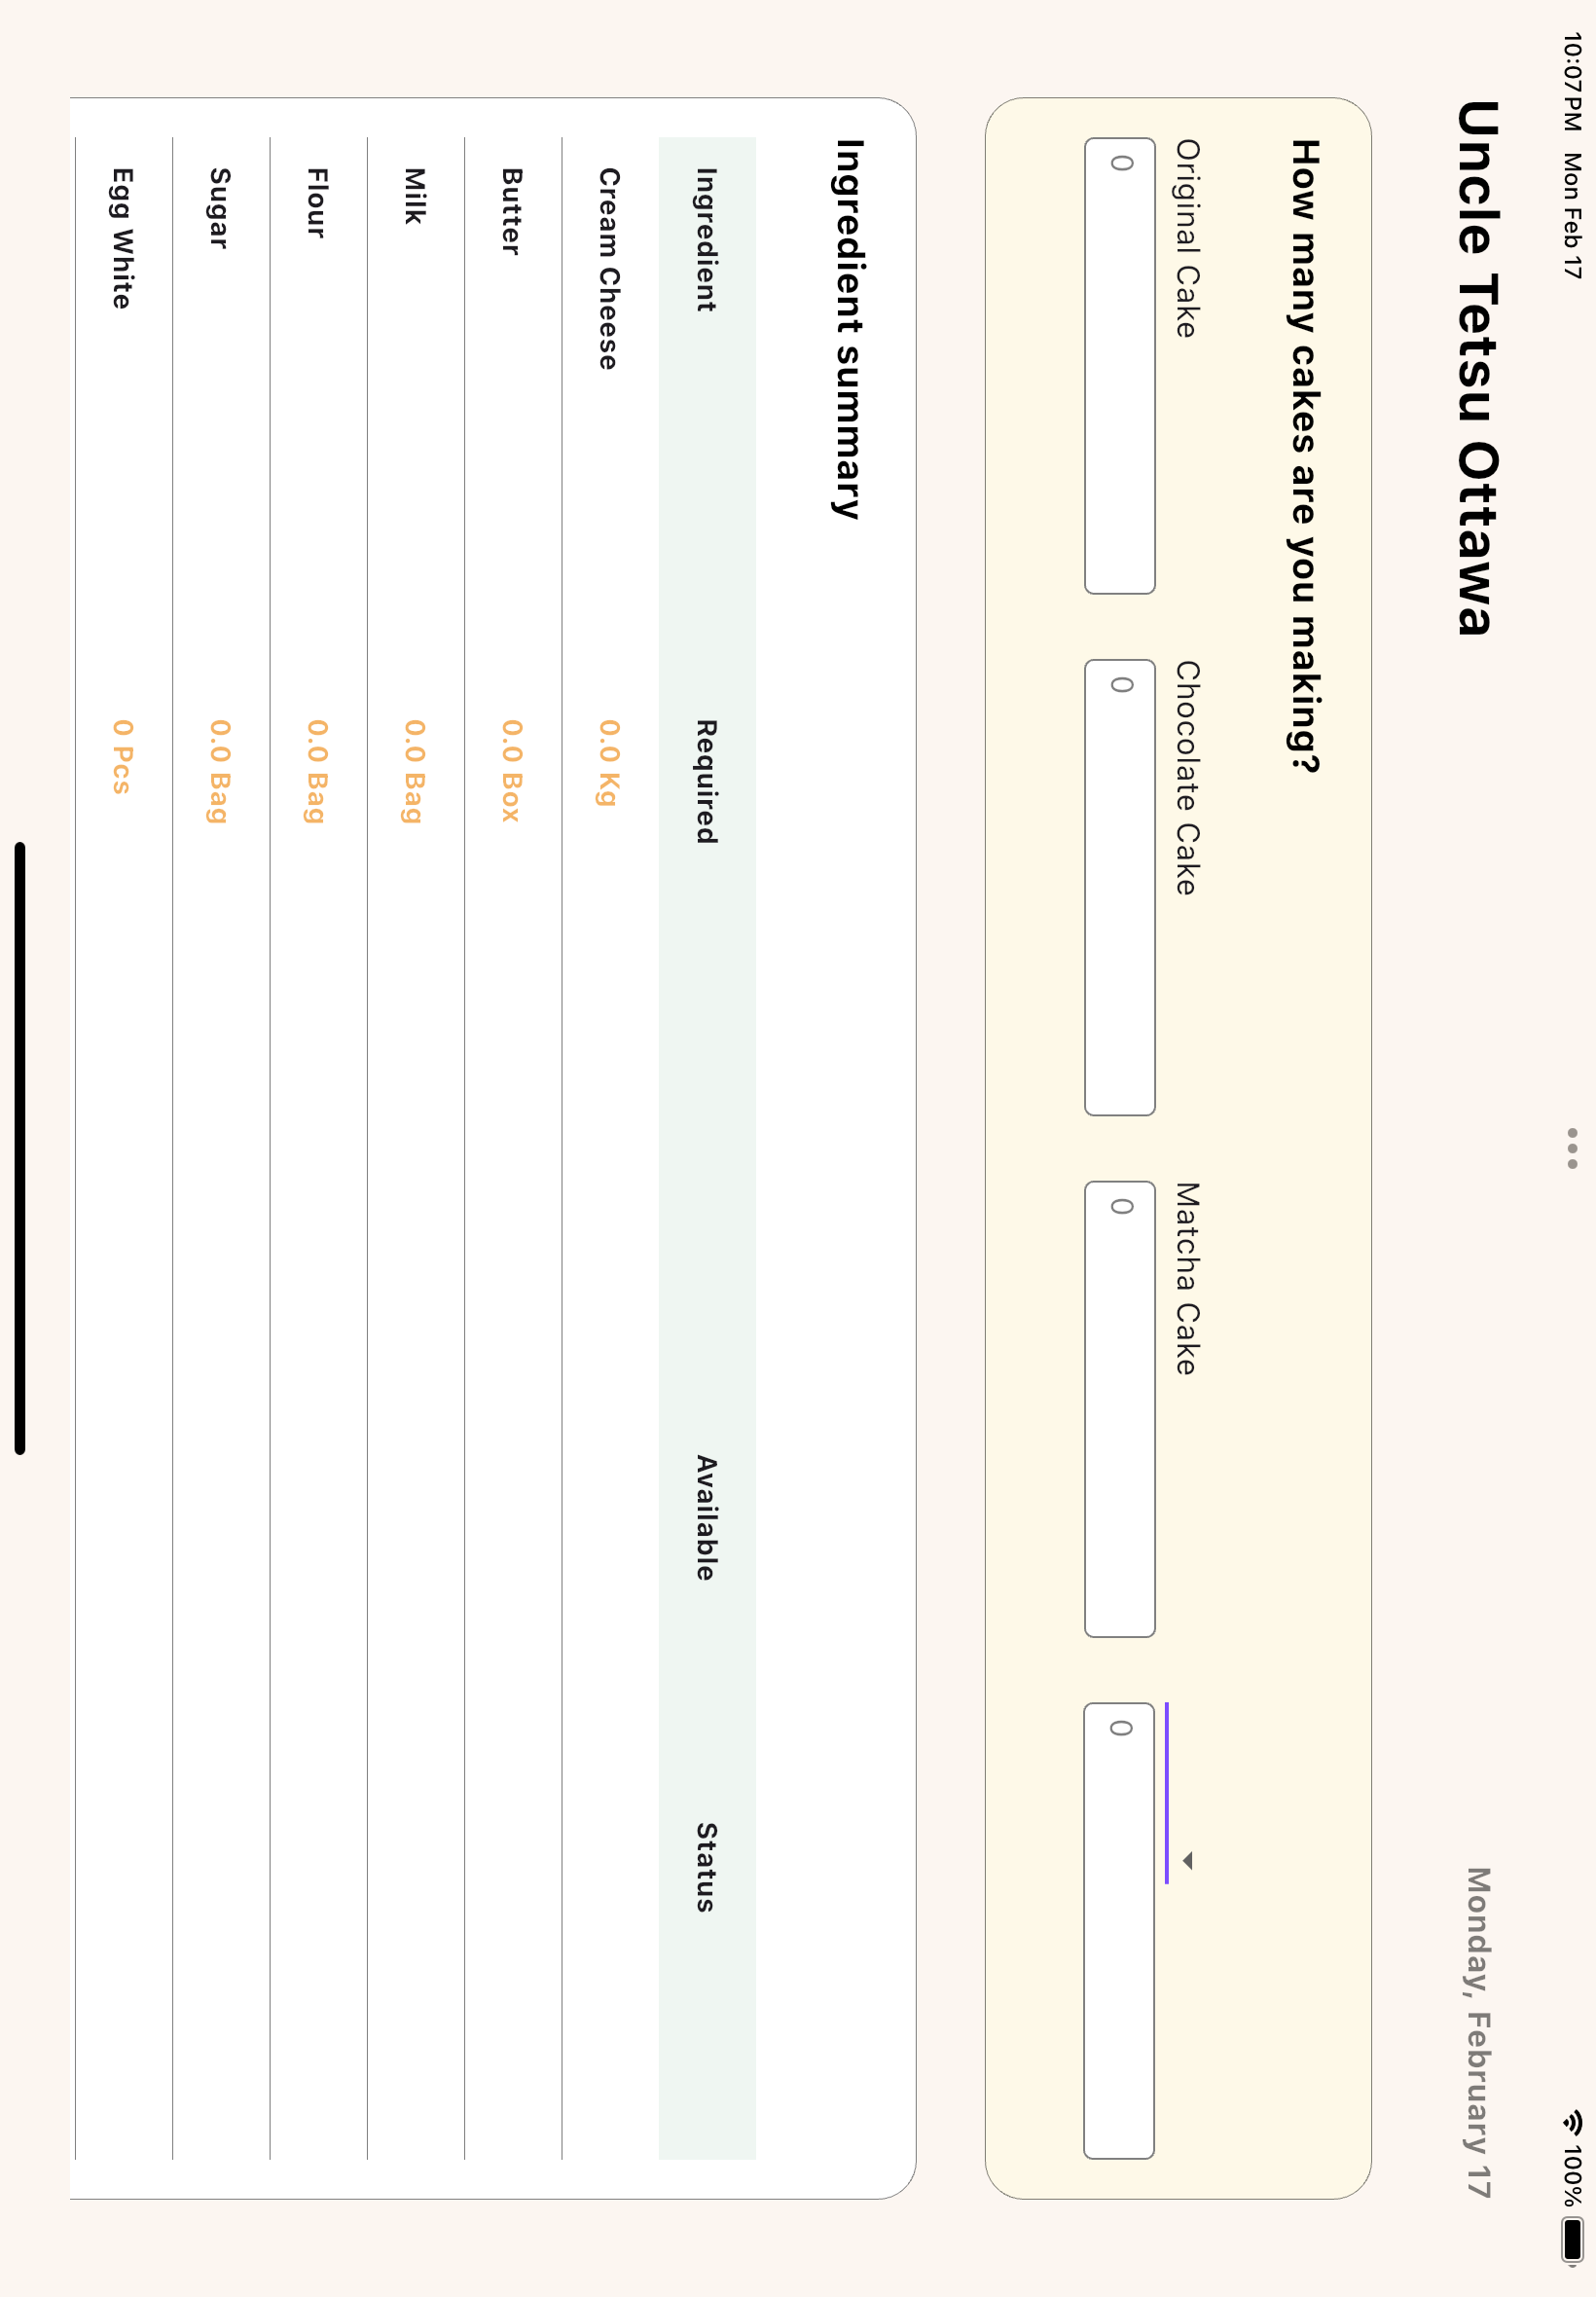 10:07 PM Mon Feb 17
100%
Uncle Tetsu Ottawa
Monday, February 17
How many cakes are you making?
Original Cake
Chocolate Cake
Matcha Cake
0
0
0
0
Ingredient summary
Ingredient Required Available Status
Cream Cheese 0.0 Kg
Butter 0.0 Box
Milk 0.0 Bag
Flour 0.0 Bag
Sugar 0.0 Bag
Egg White 0 Pcs